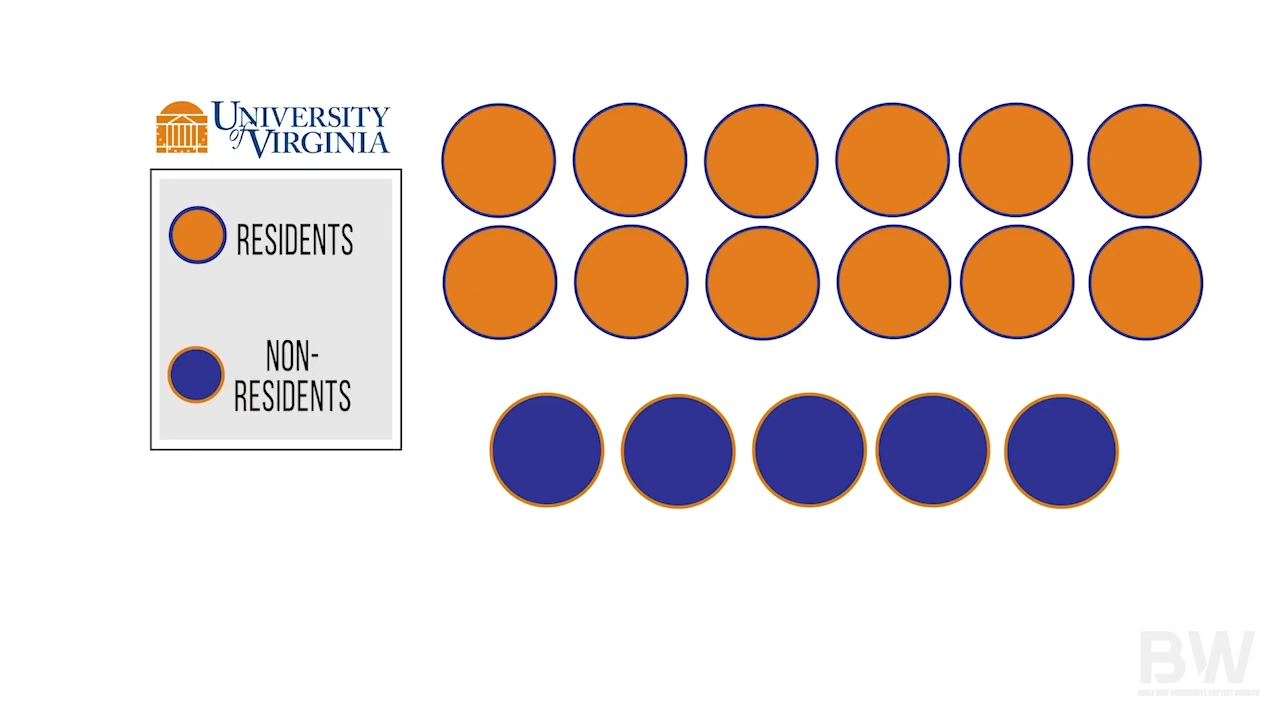 UNIVERSITY
of VIRGINIA
RESIDENTS
NON-
RESIDENTS
BW